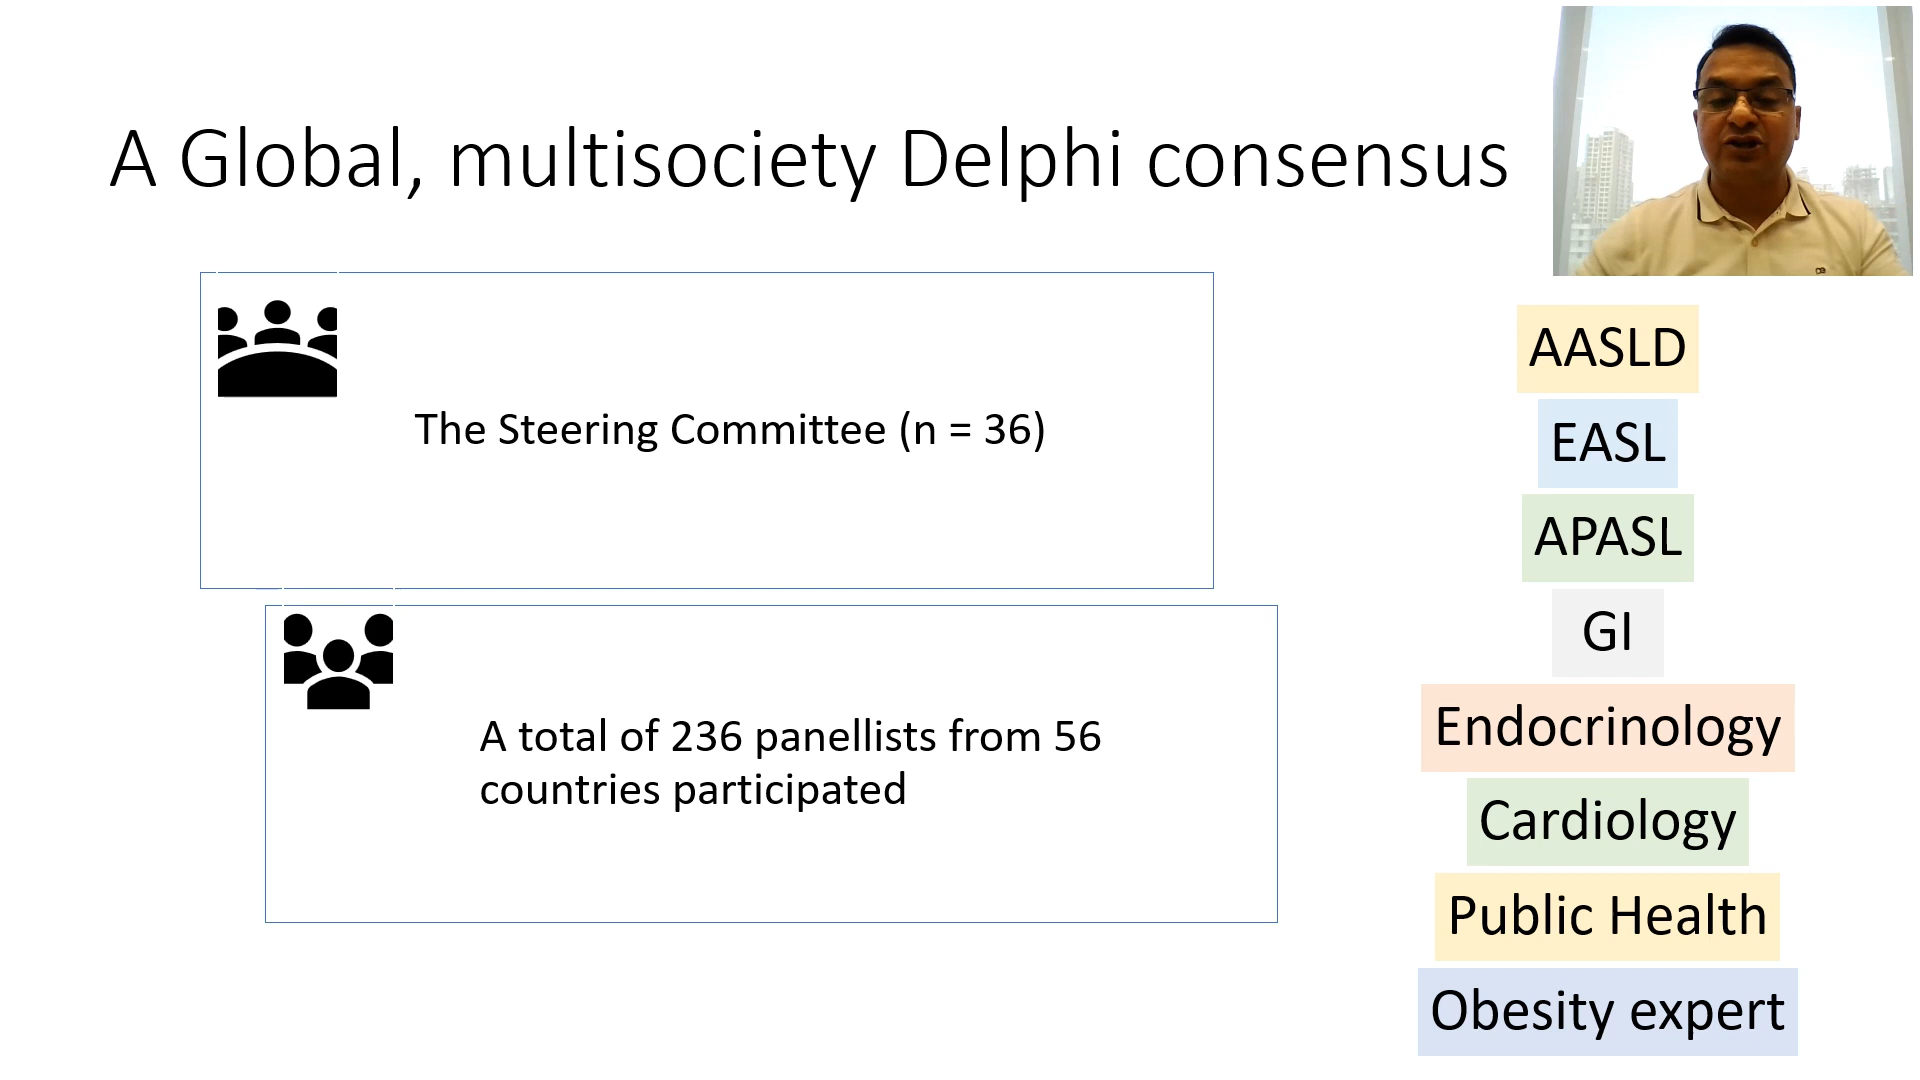 A Global, multisociety Delphi consensus
The Steering Committee (n = 36)
A total of 236 panellists from 56
countries participated
AASLD
EASL
APASL
GI
Endocrinology
Cardiology
Public Health
Obesity expert